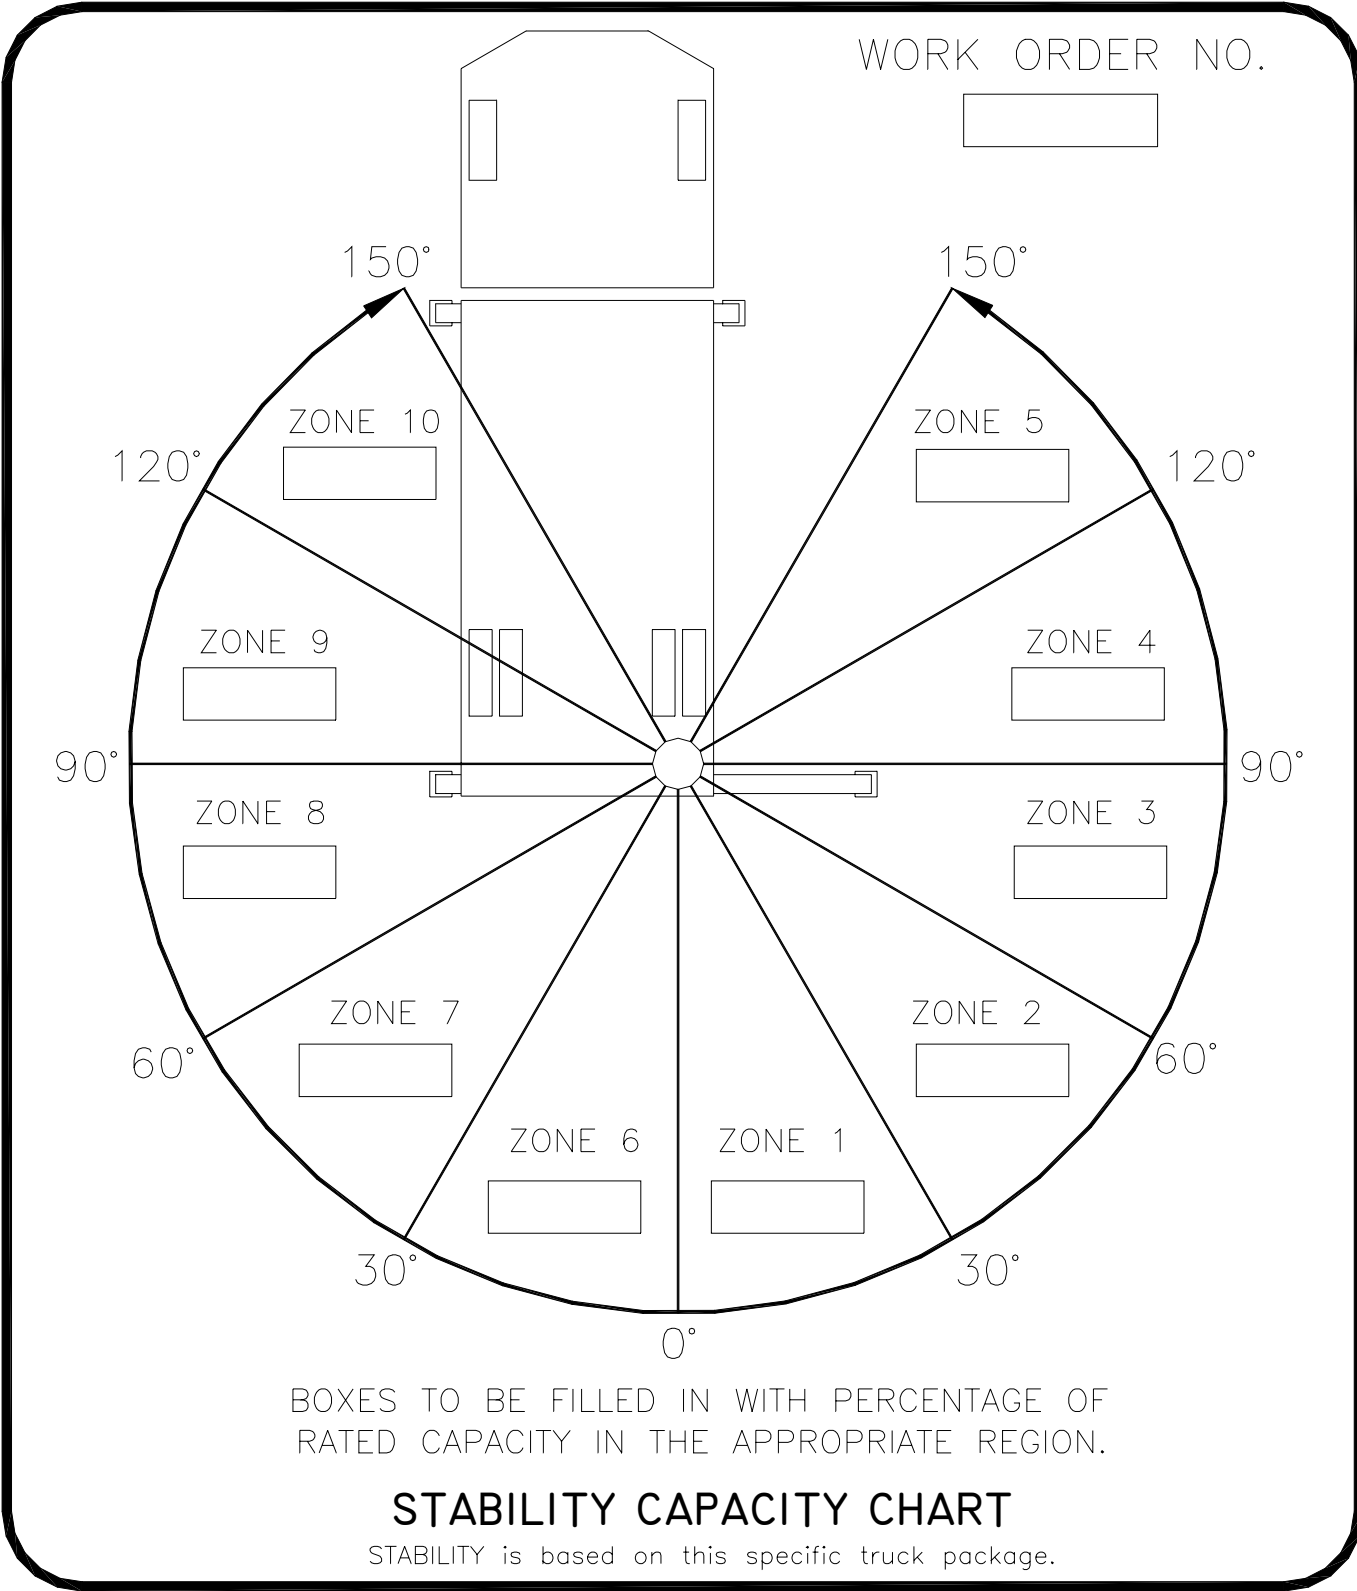 WORK ORDER NO.
150° 150°
ZONE 10 ZONE 5
120° 120°
ZONE 9 ZONE 4
90° 90°
ZONE 8 ZONE 3
ZONE 7 ZONE 2
60° 60°
ZONE 6 ZONE 1
30° 30°
0°
BOXES TO BE FILLED IN WITH PERCENTAGE OF
RATED CAPACITY IN THE APPROPRIATE REGION.
STABILITY CAPACITY CHART
STABILITY is based on this specific truck package.